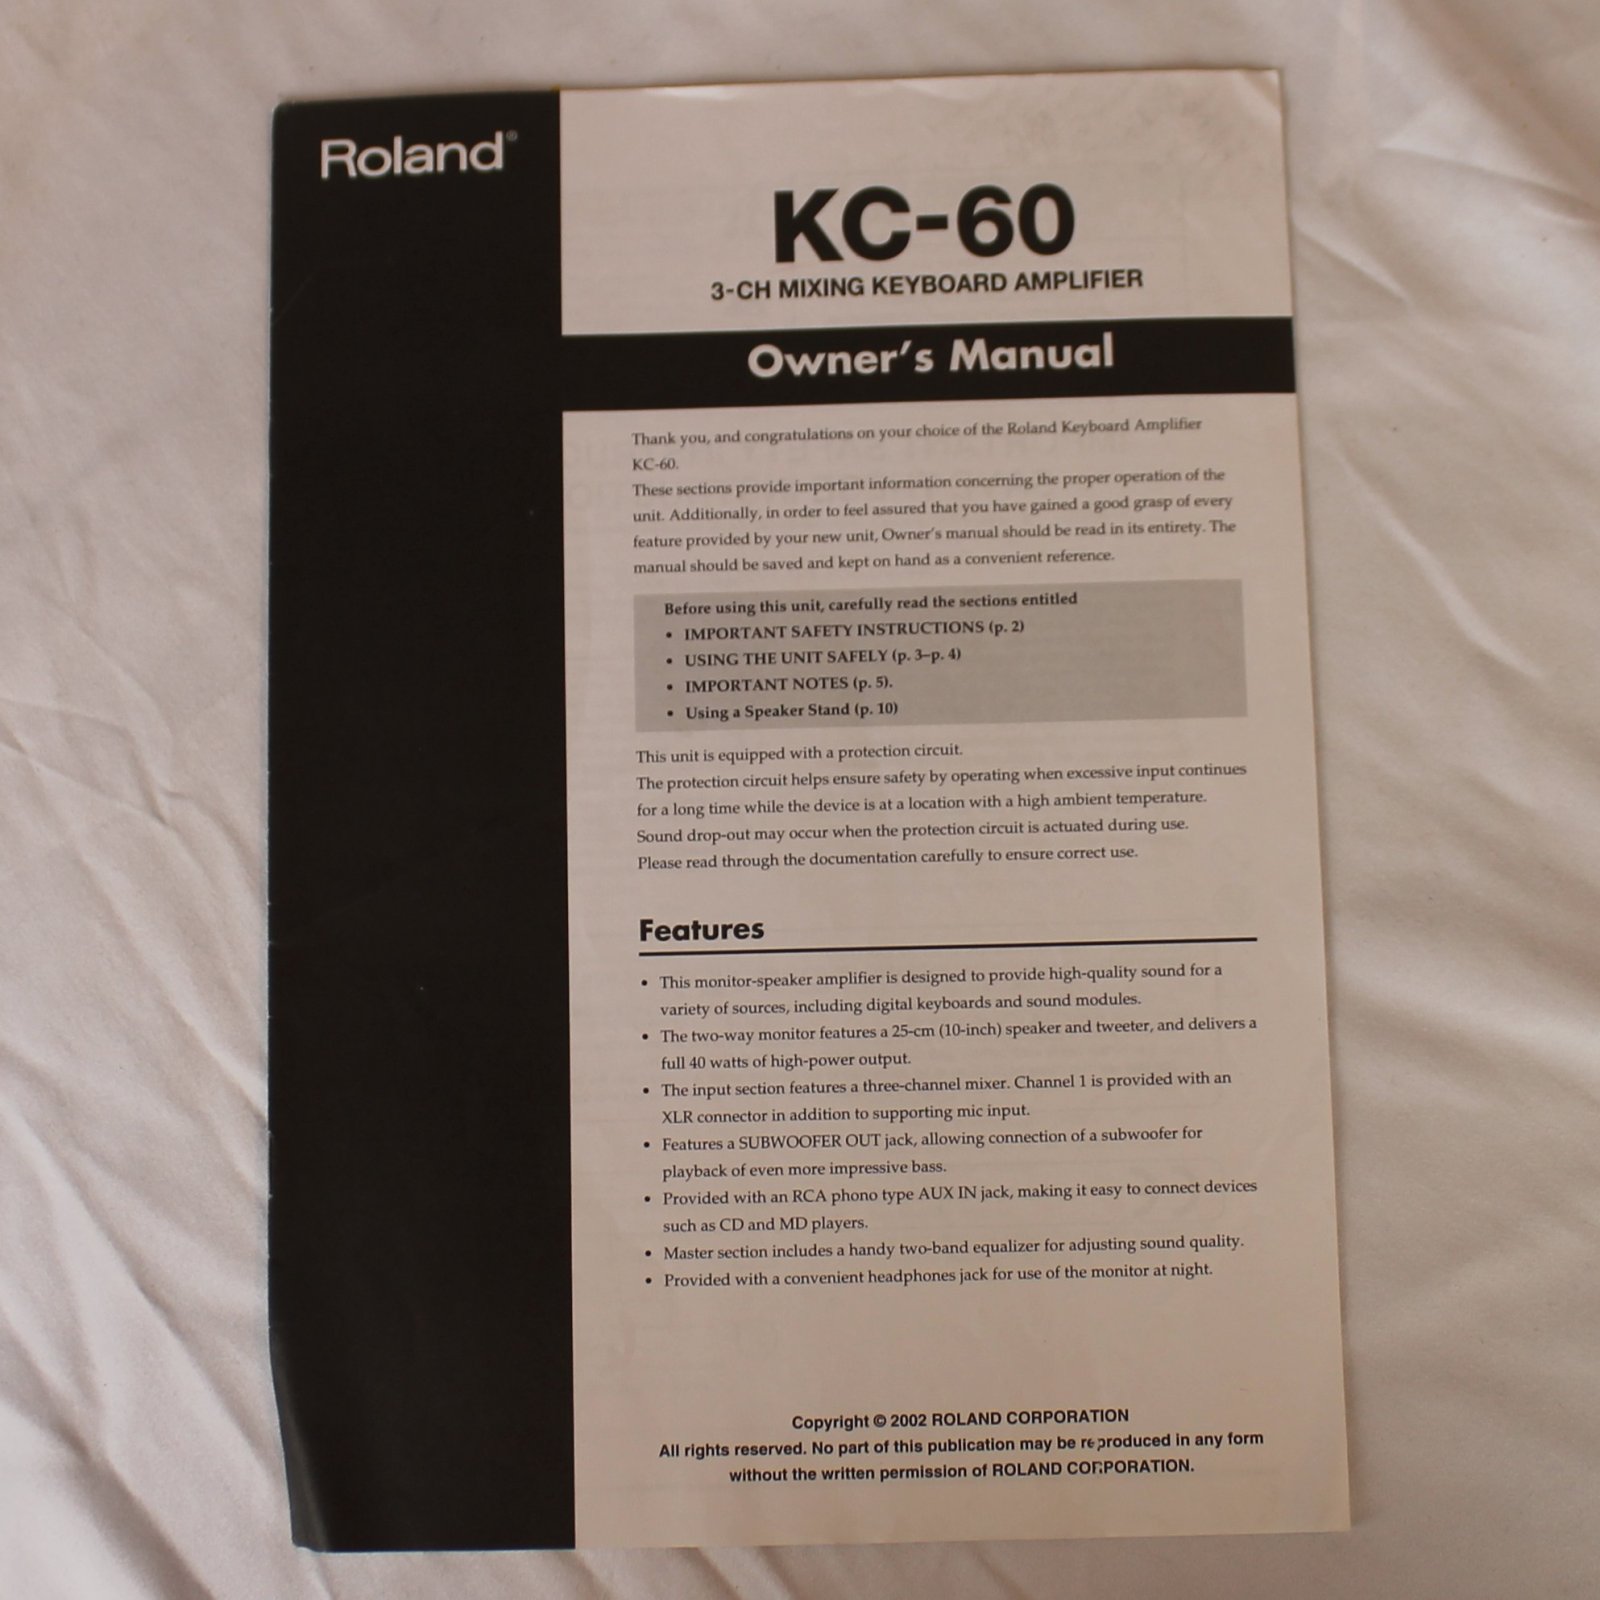 Roland®
KC-60
3-CH MIXING KEYBOARD AMPLIFIER
Owner's Manual
Thank you, and congratulations on your choice of the Roland Keyboard Amplifier
KC-60.
These sections provide important information concerning the proper operation of the
unit. Additionally, in order to feel assured that you have gained a good grasp of every
feature provided by your new unit, Owner's manual should be read in its entirety. The
manual should be saved and kept on hand as a convenient reference.
Before using this unit, carefully read the sections entitled
• IMPORTANT SAFETY INSTRUCTIONS (p. 2)
• USING THE UNIT SAFELY (p. 3–p. 4)
• IMPORTANT NOTES (p. 5).
• Using a Speaker Stand (p. 10)
This unit is equipped with a protection circuit.
The protection circuit helps ensure safety by operating when excessive input continues
for a long time while the device is at a location with a high ambient temperature.
Sound drop-out may occur when the protection circuit is actuated during use.
Please read through the documentation carefully to ensure correct use.
Features
• This monitor-speaker amplifier is designed to provide high-quality sound for a
variety of sources, including digital keyboards and sound modules.
• The two-way monitor features a 25-cm (10-inch) speaker and tweeter, and delivers a
full 40 watts of high-power output.
• The input section features a three-channel mixer. Channel 1 is provided with an
XLR connector in addition to supporting mic input.
• Features a SUBWOOFER OUT jack, allowing connection of a subwoofer for
playback of even more impressive bass.
• Provided with an RCA phono type AUX IN jack, making it easy to connect devices
such as CD and MD players.
• Master section includes a handy two-band equalizer for adjusting sound quality.
• Provided with a convenient headphones jack for use of the monitor at night.
Copyright © 2002 ROLAND CORPORATION
All rights reserved. No part of this publication may be reproduced in any form
without the written permission of ROLAND CORPORATION.